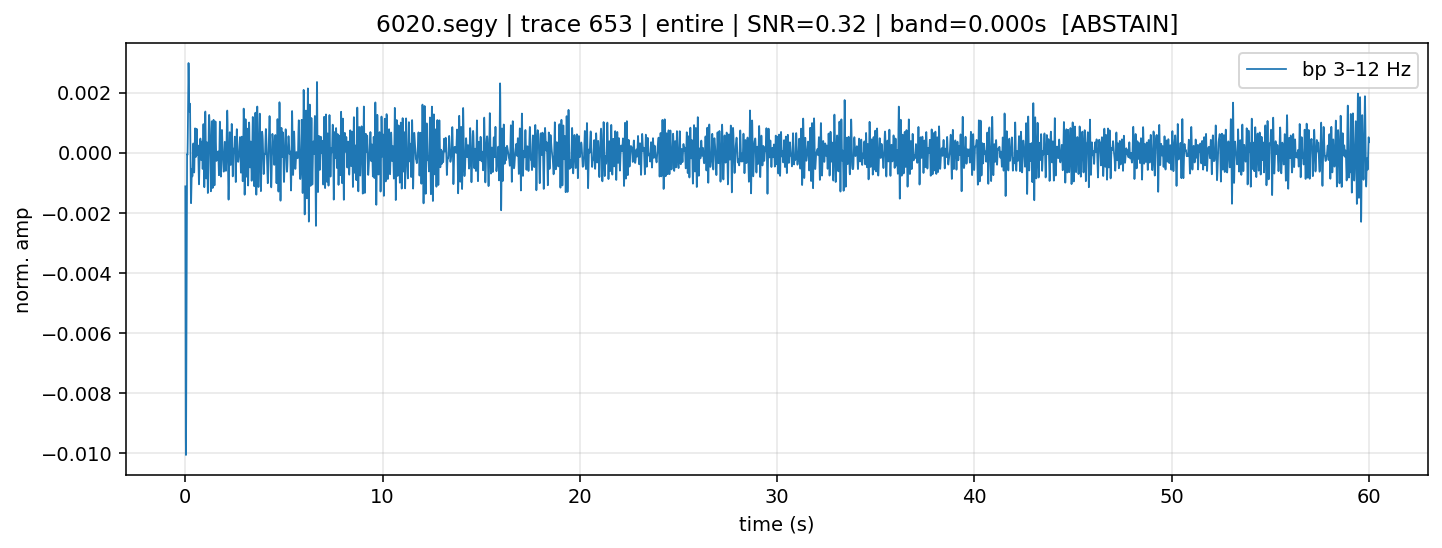 6020.segy | trace 653 | entire | SNR=0.32 | band=0.000s  [ABSTAIN]
bp 3–12 Hz
0.002
0.000
−0.002
−0.004
−0.006
−0.008
−0.010
norm. amp
0 10 20 30 40 50 60
time (s)